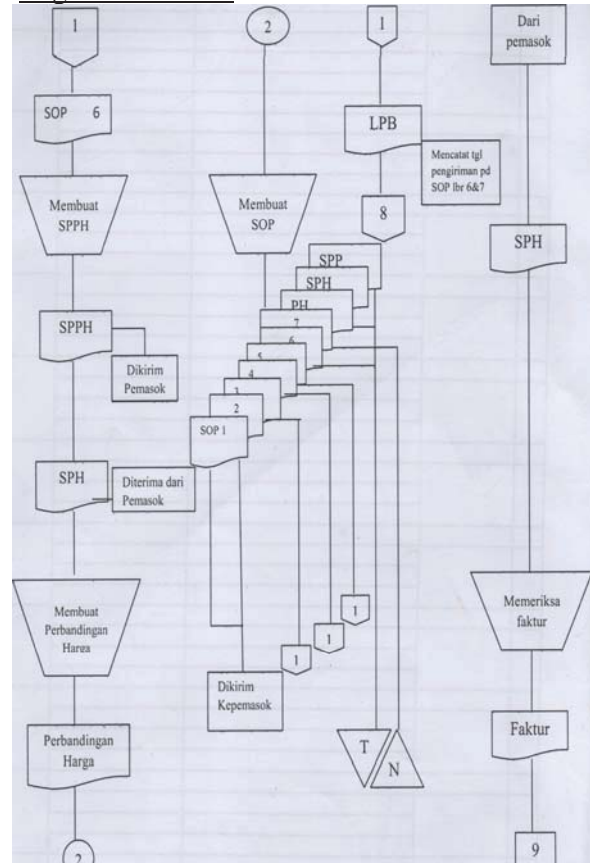 1
SOP 6
Membuat
SPPH
SPPH
Dikirim
Pemasok
SPH
Diterima dari
Pemasok
Membuat
Perbandingan
Harga
Perbandingan
Harga
2
2
Membuat
SOP
SPP
SPH
PH
7
6
5
4
3
2
SOP 1
Dikirim
Kepemasok
1
1
1
T
N
1
LPB
Mencatat tgl
pengiriman pd
SOP lbr 6&7
8
Dari
pemasok
SPH
Memeriksa
faktur
Faktur
9